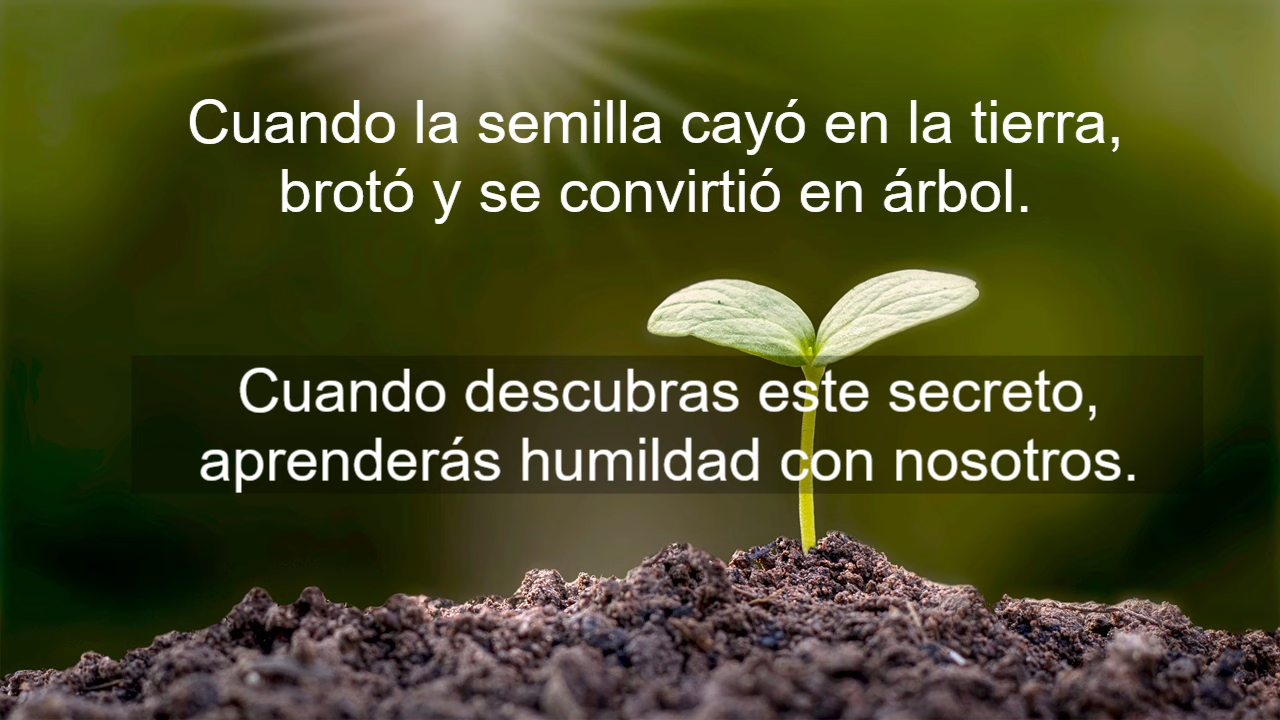 Cuando la semilla cayó en la tierra,
brotó y se convirtió en árbol.
Cuando descubras este secreto,
aprenderás humildad con nosotros.